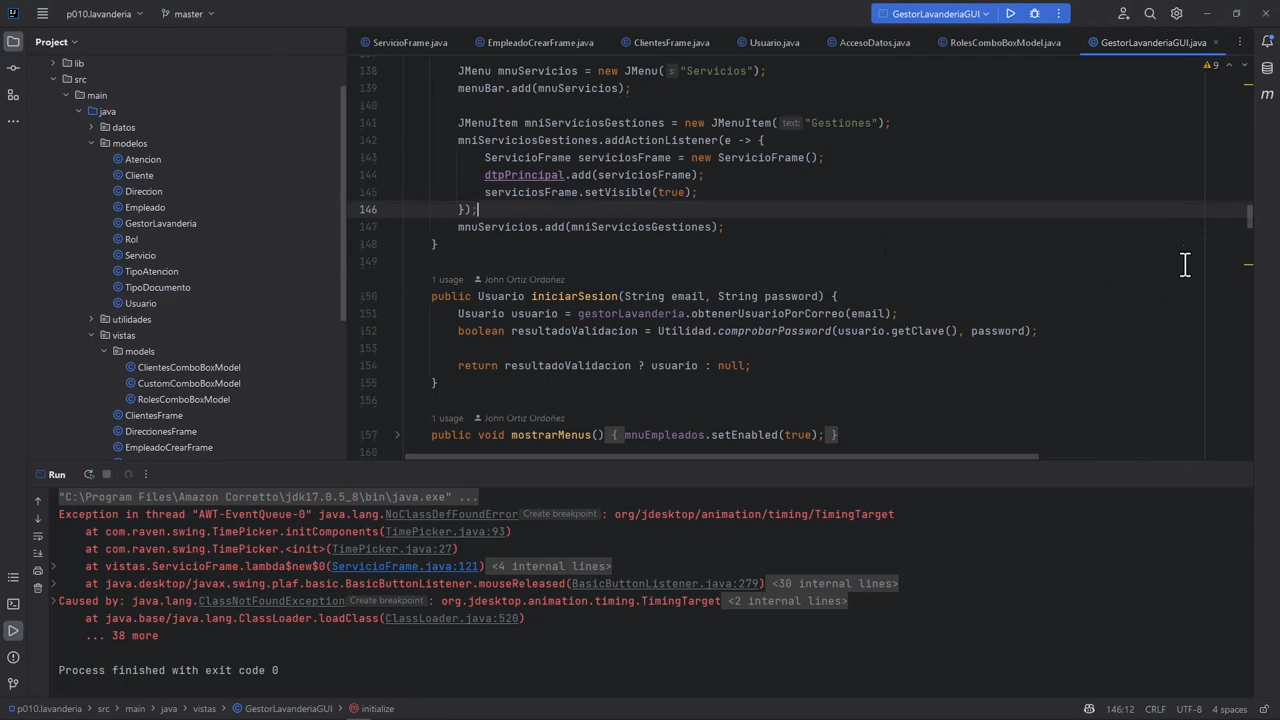 p010.lavanderia
master
GestorLavanderiaGUI
Project
ServicioFrame.java
EmpleadoCrearFrame.java
ClientesFrame.java
Usuario.java
AccesoDatos.java
RolesComboBoxModel.java
GestorLavanderiaGUI.java
lib
src
main
java
datos
modelos
Atencion
Cliente
Direccion
Empleado
GestorLavanderia
Rol
Servicio
TipoAtencion
TipoDocumento
Usuario
utilidades
vistas
models
ClientesComboBoxModel
CustomComboBoxModel
RolesComboBoxModel
ClientesFrame
DireccionesFrame
EmpleadoCrearFrame
9
138 JMenu mnuServicios = new JMenu( s: "Servicios");
139 menuBar.add(mnuServicios);
140
141 JMenuItem mniServiciosGestiones = new JMenuItem( text: "Gestiones");
142 mniServiciosGestiones.addActionListener(e -> {
143 ServicioFrame serviciosFrame = new ServicioFrame();
144 dtpPrincipal.add(serviciosFrame);
145 serviciosFrame.setVisible(true);
146 });
147 mnuServicios.add(mniServiciosGestiones);
148 }
149
1 usage John Ortiz Ordoñez
150 public Usuario iniciarSesion(String email, String password) {
151 Usuario usuario = gestorLavanderia.obtenerUsuarioPorCorreo(email);
152 boolean resultadoValidacion = Utilidad.comprobarPassword(usuario.getClave(), password);
153
154 return resultadoValidacion ? usuario : null;
155 }
156
1 usage John Ortiz Ordoñez
157 public void mostrarMenus() { mnuEmpleados.setEnabled(true); }
160
Run
"C:\Program Files\Amazon Corretto\jdk17.0.5_8\bin\java.exe" ...
Exception in thread "AWT-EventQueue-0" java.lang.NoClassDefFoundError Create breakpoint : org/jdesktop/animation/timing/TimingTarget
at com.raven.swing.TimePicker.initComponents(TimePicker.java:93)
at com.raven.swing.TimePicker.<init>(TimePicker.java:27)
at vistas.ServicioFrame.lambda$new$0(ServicioFrame.java:121) <4 internal lines>
at java.desktop/javax.swing.plaf.basic.BasicButtonListener.mouseReleased(BasicButtonListener.java:279) <30 internal lines>
Caused by: java.lang.ClassNotFoundException Create breakpoint : org.jdesktop.animation.timing.TimingTarget <2 internal lines>
at java.base/java.lang.ClassLoader.loadClass(ClassLoader.java:520)
... 38 more
Process finished with exit code 0
p010.lavanderia > src > main > java > vistas > GestorLavanderiaGUI > initialize
146:12 CRLF UTF-8 4 spaces